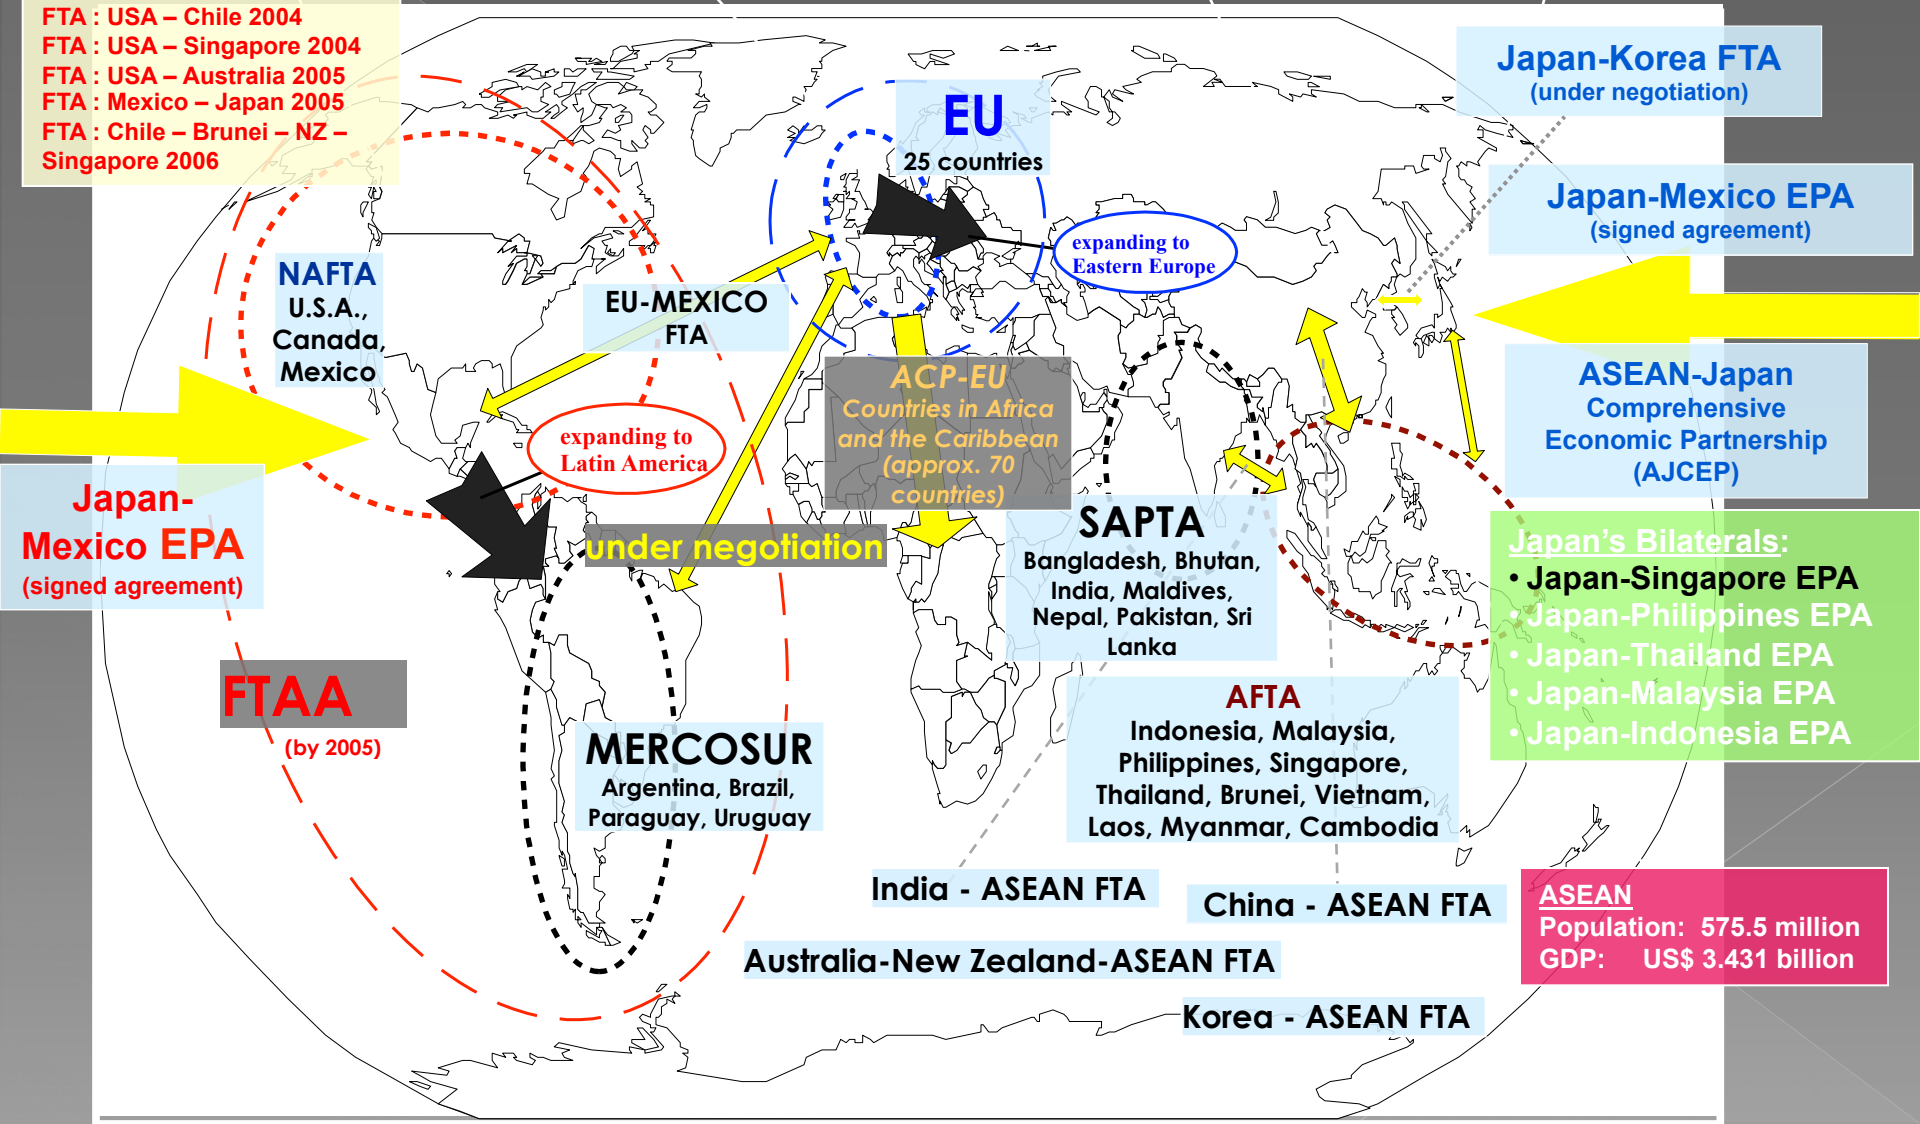 FTA : USA – Chile 2004
FTA : USA – Singapore 2004
FTA : USA – Australia 2005
FTA : Mexico – Japan 2005
FTA : Chile – Brunei – NZ –
Singapore 2006
EU
25 countries
Japan-Korea FTA
(under negotiation)
Japan-Mexico EPA
(signed agreement)
expanding to
Eastern Europe
NAFTA
U.S.A.,
Canada,
Mexico
EU-MEXICO
FTA
ACP-EU
Countries in Africa
and the Caribbean
(approx. 70
countries)
ASEAN-Japan
Comprehensive
Economic Partnership
(AJCEP)
expanding to
Latin America
Japan-
Mexico EPA
(signed agreement)
under negotiation
SAPTA
Bangladesh, Bhutan,
India, Maldives,
Nepal, Pakistan, Sri
Lanka
Japan's Bilaterals:
• Japan-Singapore EPA
• Japan-Philippines EPA
• Japan-Thailand EPA
• Japan-Malaysia EPA
• Japan-Indonesia EPA
FTAA
(by 2005)
MERCOSUR
Argentina, Brazil,
Paraguay, Uruguay
AFTA
Indonesia, Malaysia,
Philippines, Singapore,
Thailand, Brunei, Vietnam,
Laos, Myanmar, Cambodia
India - ASEAN FTA
China - ASEAN FTA
ASEAN
Population: 575.5 million
GDP: US$ 3.431 billion
Australia-New Zealand-ASEAN FTA
Korea - ASEAN FTA